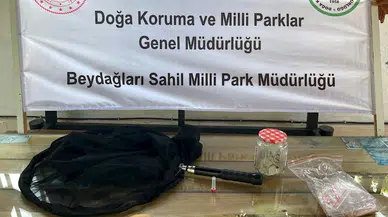 Doğa Koruma ve Milli Parklar
Genel Müdürlüğü
Beydağları Sahil Milli Park Müdürlüğü